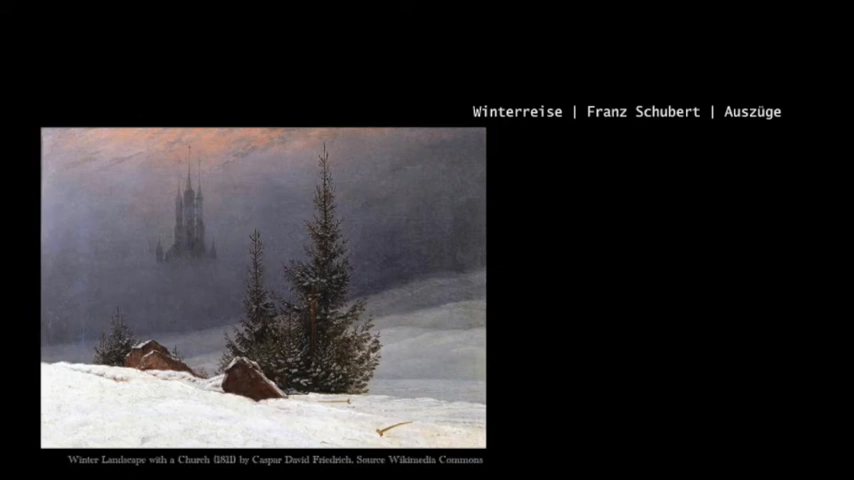 Winterreise | Franz Schubert | Auszüge
Winter Landscape with a Church (1811) by Caspar David Friedrich. Source Wikimedia Commons